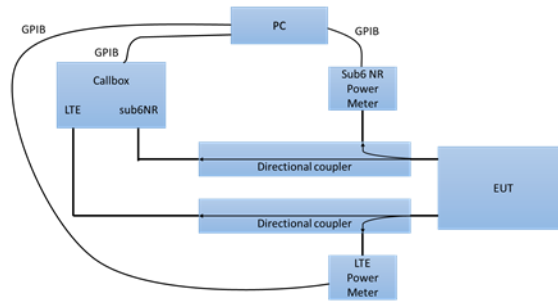 GPIB
PC
GPIB
GPIB
Callbox
LTE
sub6NR
Sub6 NR
Power
Meter
Directional coupler
EUT
Directional coupler
LTE
Power
Meter